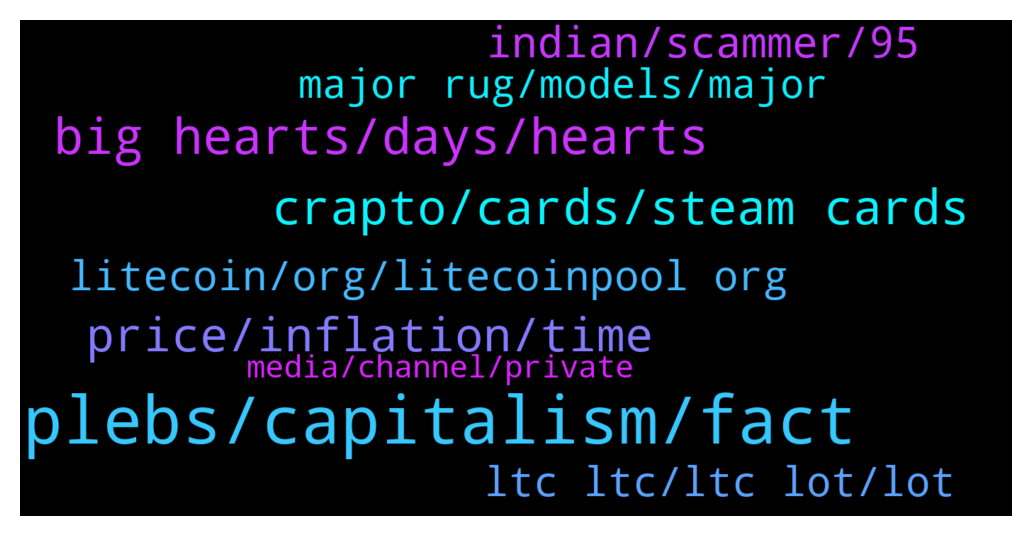 indian/scammer/95
major rug/models/major
big hearts/days/hearts
crapto/cards/steam cards
litecoin/org/litecoinpool org
price/inflation/time
media/channel/private
plebs/capitalism/fact
ltc ltc/ltc lot/lot